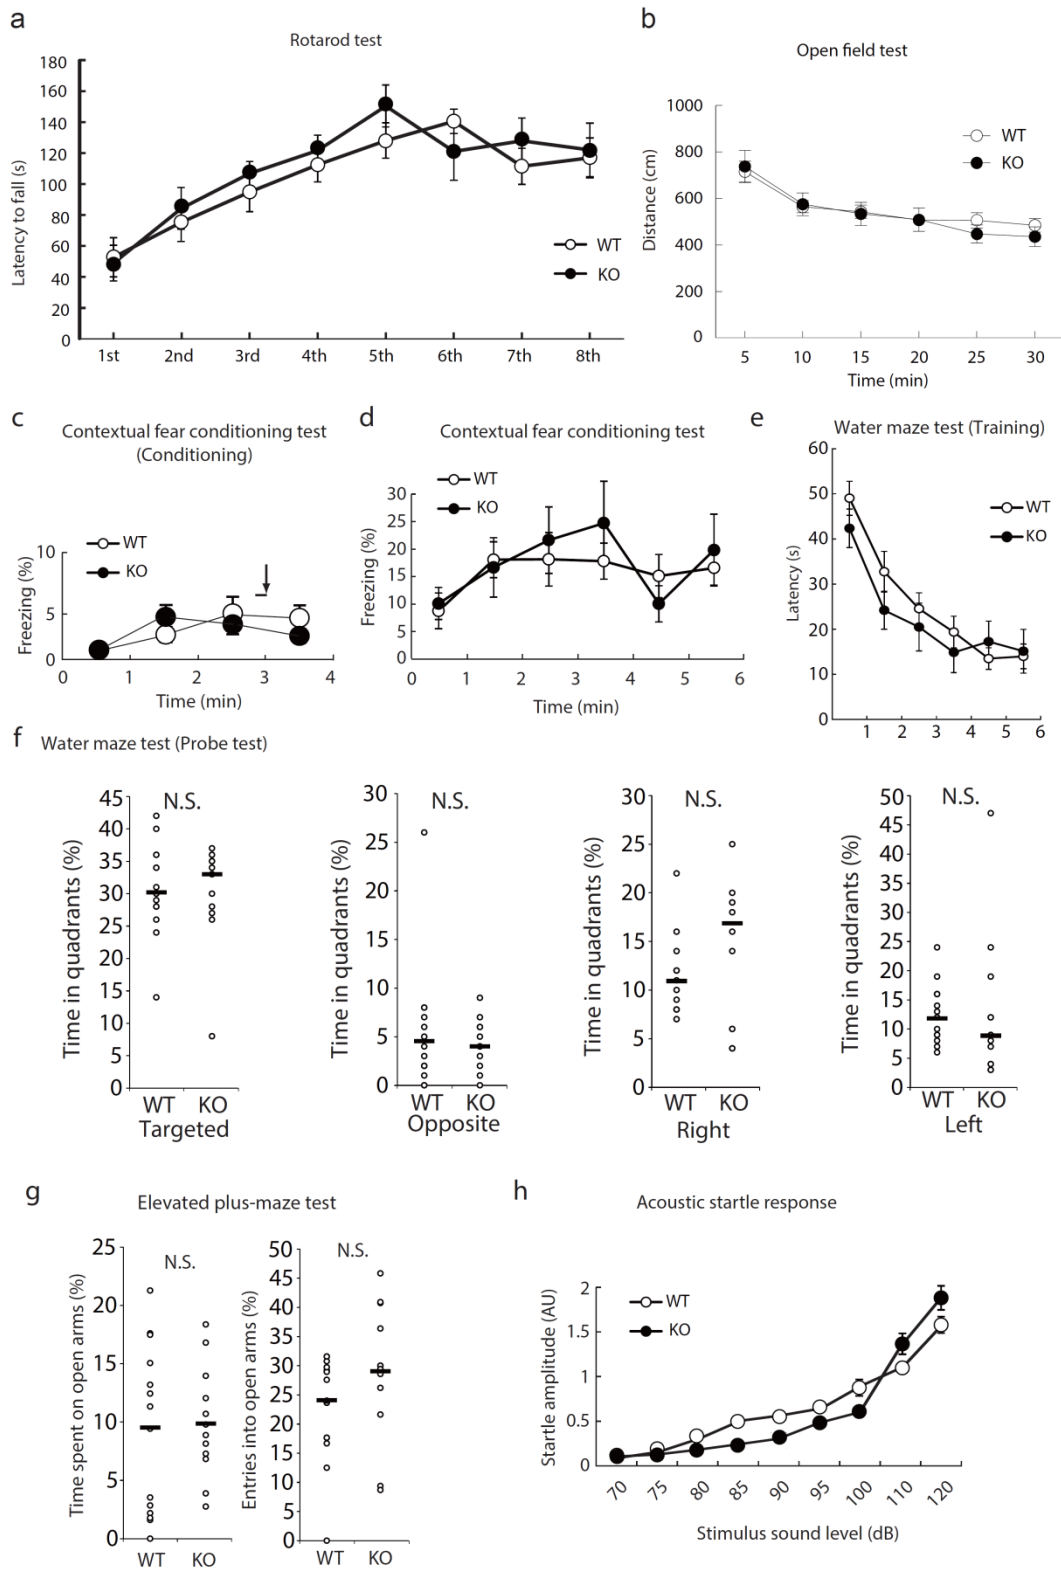 a
Rotarod test
Latency to fall (s)
180
160
140
120
100
80
60
40
20
0
1st 2nd 3rd 4th 5th 6th 7th 8th
WT
KO
b
Open field test
Distance (cm)
1000
800
600
400
200
0
5 10 15 20 25 30
Time (min)
WT
KO
c
Contextual fear conditioning test
(Conditioning)
WT
KO
Freezing (%)
10
5
0
0 1 2 3 4
Time (min)
d
Contextual fear conditioning test
WT
KO
Freezing (%)
30
25
20
15
10
5
0
0 1 2 3 4 5 6
Time (min)
e
Water maze test (Training)
WT
KO
Latency (s)
60
50
40
30
20
10
0
1 2 3 4 5 6
f
Water maze test (Probe test)
N.S.
Time in quadrants (%)
45
40
35
30
25
20
15
10
5
0
WT KO
Targeted
N.S.
Time in quadrants (%)
30
25
20
15
10
5
0
WT KO
Opposite
N.S.
Time in quadrants (%)
30
25
20
15
10
5
0
WT KO
Right
N.S.
Time in quadrants (%)
50
45
40
35
30
25
20
15
10
5
0
WT KO
Left
g
Elevated plus-maze test
N.S.
Time spent on open arms (%)
25
20
15
10
5
0
WT KO
N.S.
Entries into open arms (%)
50
45
40
35
30
25
20
15
10
5
0
WT KO
h
Acoustic startle response
WT
KO
Startle amplitude (AU)
2
1.5
1
0.5
0
70 75 80 85 90 95 100 110 120
Stimulus sound level (dB)